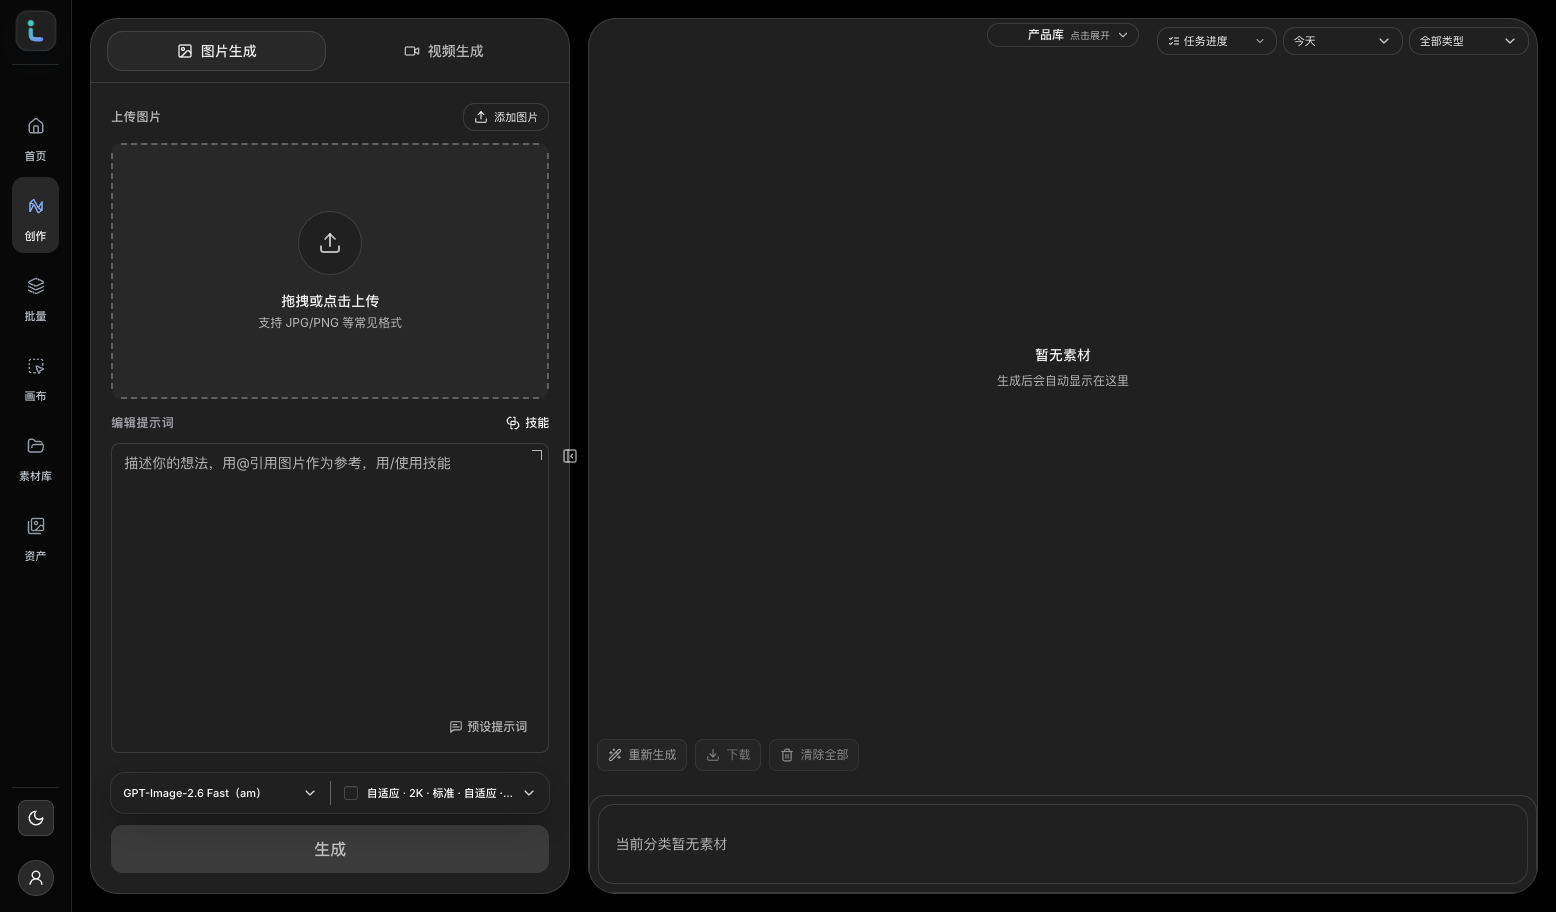 首页
创作
批量
画布
素材库
资产
图片生成
视频生成
上传图片
添加图片
拖拽或点击上传
支持 JPG/PNG 等常见格式
编辑提示词
技能
描述你的想法，用@引用图片作为参考，用/使用技能
预设提示词
GPT-Image-2.6 Fast（am）
自适应 · 2K · 标准 · 自适应 ·...
生成
产品库 点击展开
任务进度
今天
全部类型
暂无素材
生成后会自动显示在这里
重新生成
下载
清除全部
当前分类暂无素材